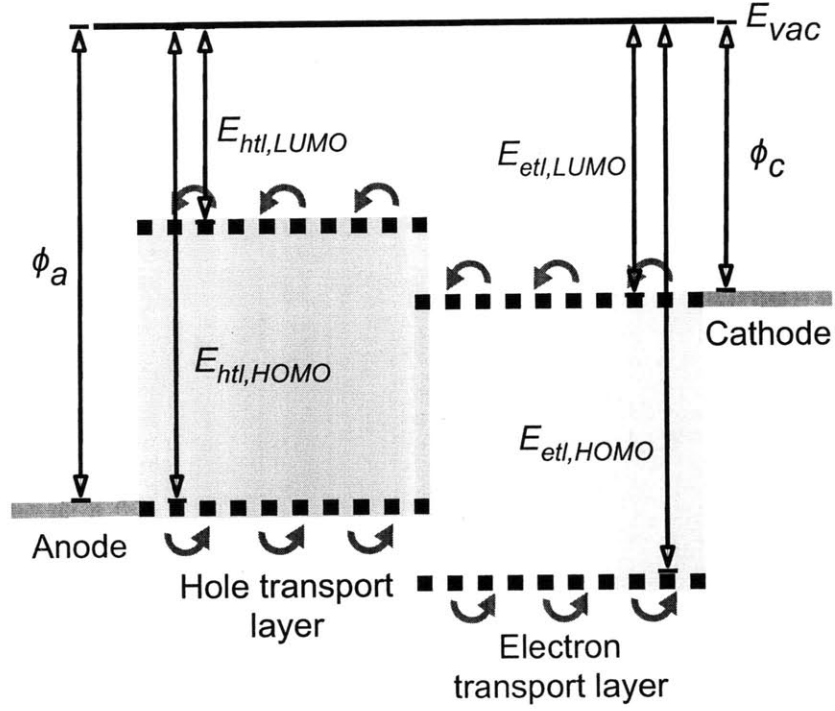 E_vac
E_htl,LUMO
E_etl,LUMO
ϕ_c
ϕ_a
Cathode
E_htl,HOMO
E_etl,HOMO
Anode
Hole transport
layer
Electron
transport layer